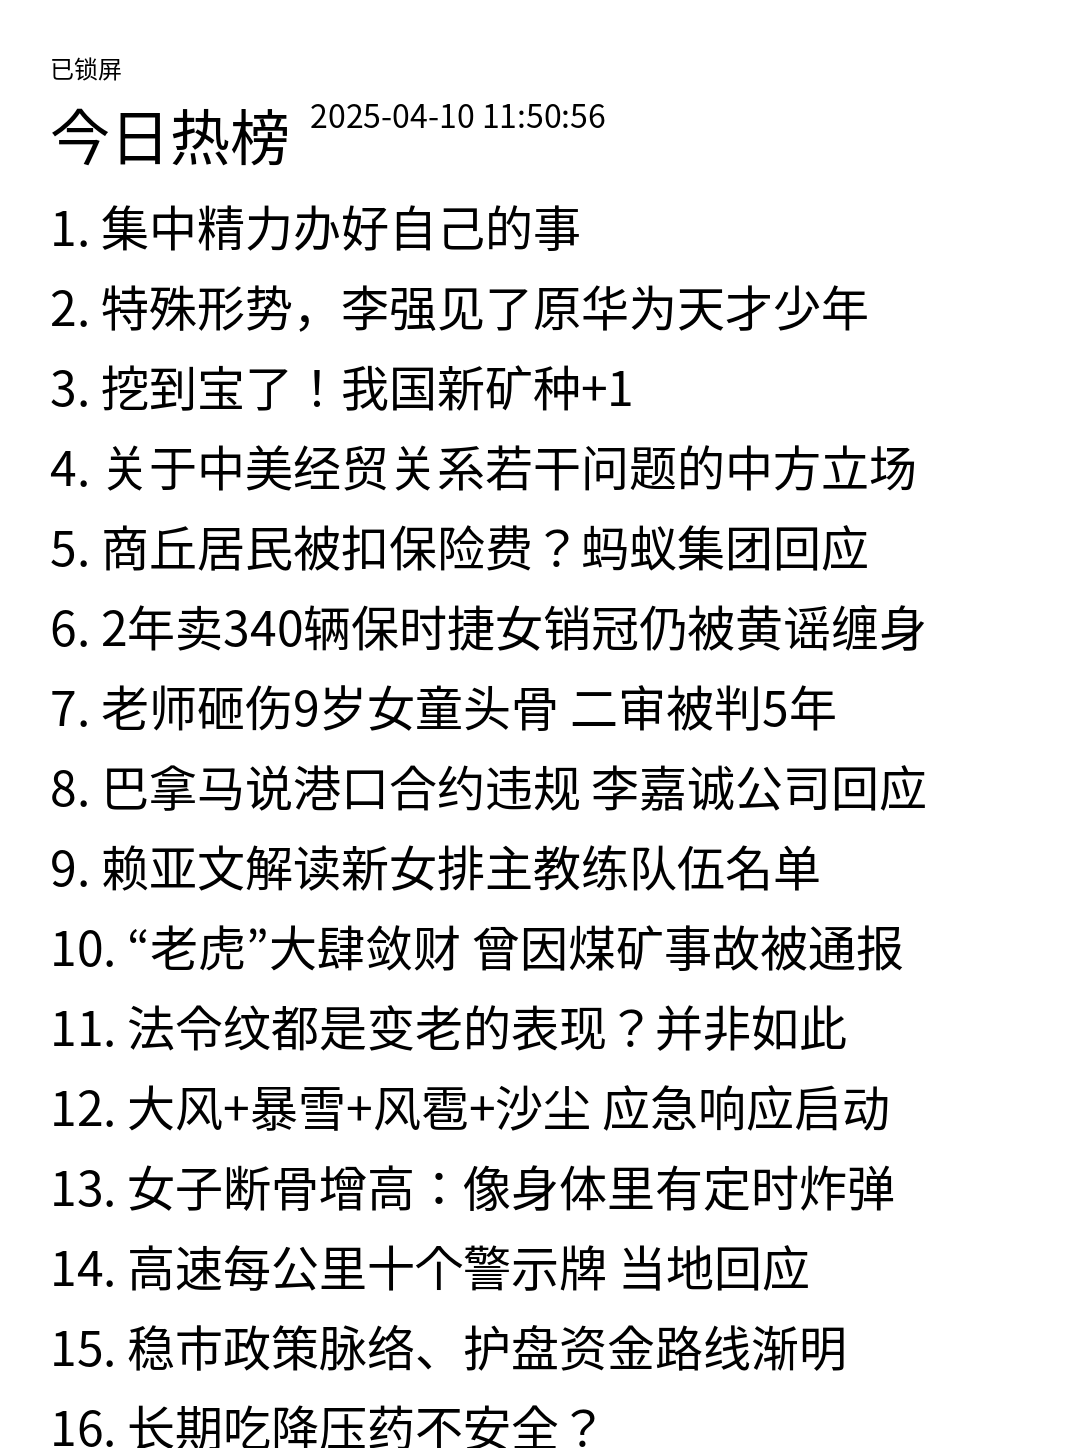 已锁屏
今日热榜 2025-04-10 11:50:56
1. 集中精力办好自己的事
2. 特殊形势，李强见了原华为天才少年
3. 挖到宝了！我国新矿种+1
4. 关于中美经贸关系若干问题的中方立场
5. 商丘居民被扣保险费？蚂蚁集团回应
6. 2年卖340辆保时捷女销冠仍被黄谣缠身
7. 老师砸伤9岁女童头骨 二审被判5年
8. 巴拿马说港口合约违规 李嘉诚公司回应
9. 赖亚文解读新女排主教练队伍名单
10. “老虎”大肆敛财 曾因煤矿事故被通报
11. 法令纹都是变老的表现？并非如此
12. 大风+暴雪+风雹+沙尘 应急响应启动
13. 女子断骨增高：像身体里有定时炸弹
14. 高速每公里十个警示牌 当地回应
15. 稳市政策脉络、护盘资金路线渐明
16. 长期吃降压药不安全？